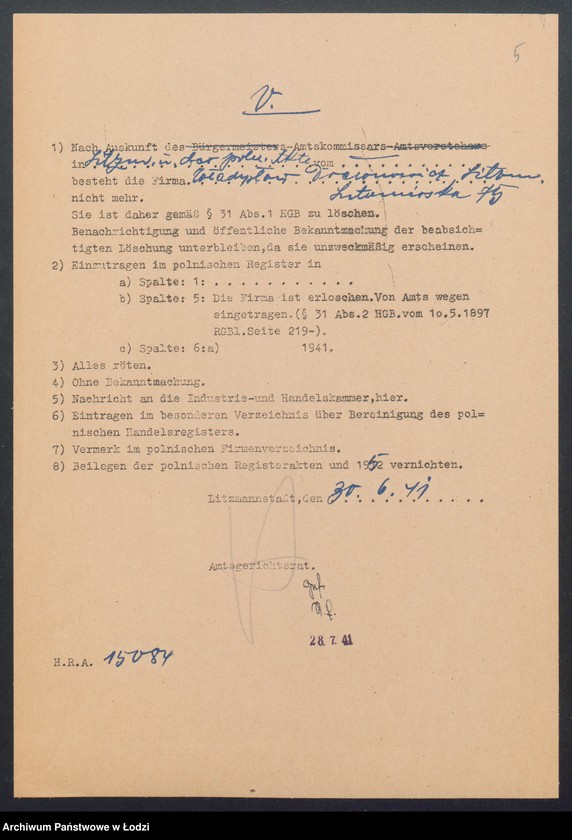 5
V.
1) Nach Auskunft des Bürgermeisters-Amtskommissars-Amtsvorstehers
in Litzm. u. der poln. Akte vom . . . . . . . . . .
besteht die Firma. Władysław Litzm.
Lutomierska 75
nicht mehr.
Sie ist daher gemäß § 31 Abs.1 HGB zu löschen.
Benachrichtigung und öffentliche Bekanntmachung der beabsich=
tigten Löschung unterbleiben,da sie unzweckmäßig erscheinen.
2) Einzutragen im polnischen Register in
a) Spalte: 1: . . . . . . . . . . . .
b) Spalte: 5: Die Firma ist erloschen.Von Amts wegen
eingetragen.(§ 31 Abs.2 HGB.vom 1o.5.1897
RGBl.Seite 219-).
c) Spalte: 6:a) 1941.
3) Alles röten.
4) Ohne Bekanntmachung.
5) Nachricht an die Industrie-und Handelskammer,hier.
6) Eintragen im besonderen Verzeichnis über Bereinigung des pol=
nischen Handelsregisters.
7) Vermerk im polnischen Firmenverzeichnis.
8) Beilegen der polnischen Registerakten und 1952 vernichten.
Litzmannstadt,den 30. 6. 41
Amtsgerichtsrat.
28. 7. 41
H.R.A. 15084
Archiwum Państwowe w Łodzi